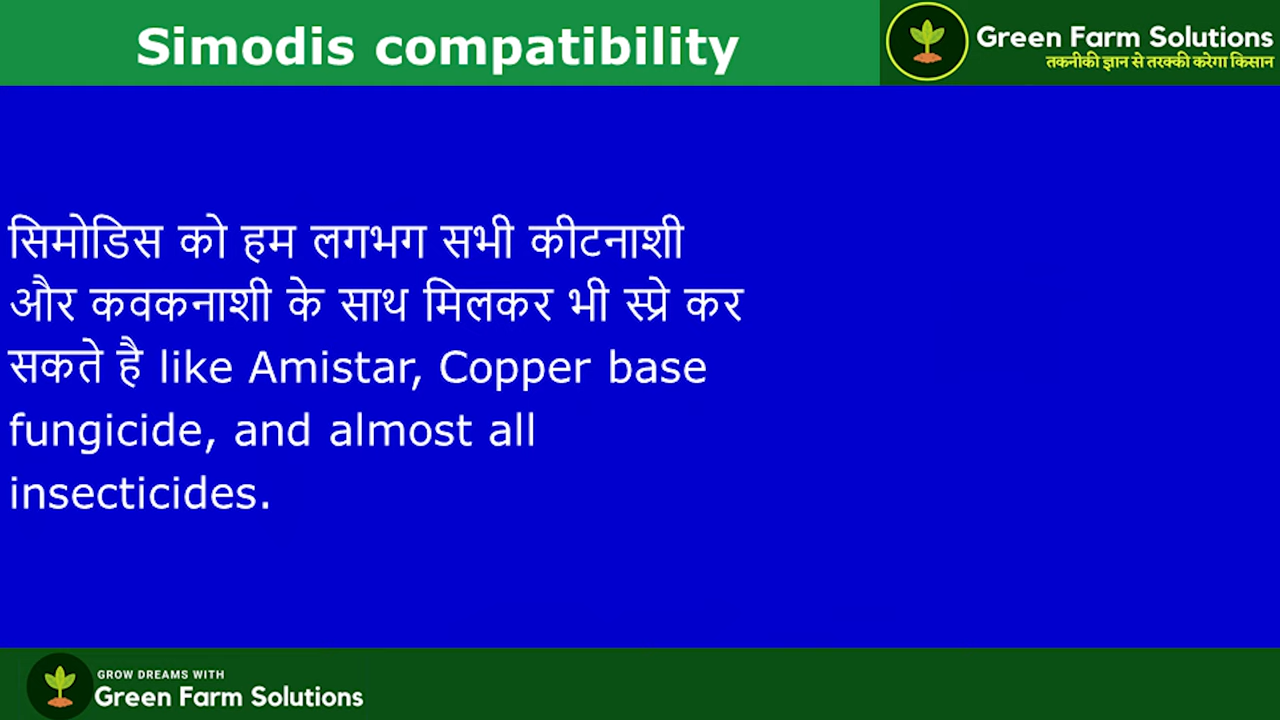 Simodis compatibility
Green Farm Solutions
तकनीकी ज्ञान से तरक्की करेगा किसान
सिमोडिस को हम लगभग सभी कीटनाशी
और कवकनाशी के साथ मिलकर भी स्प्रे कर
सकते है like Amistar, Copper base
fungicide, and almost all
insecticides.
GROW DREAMS WITH
Green Farm Solutions